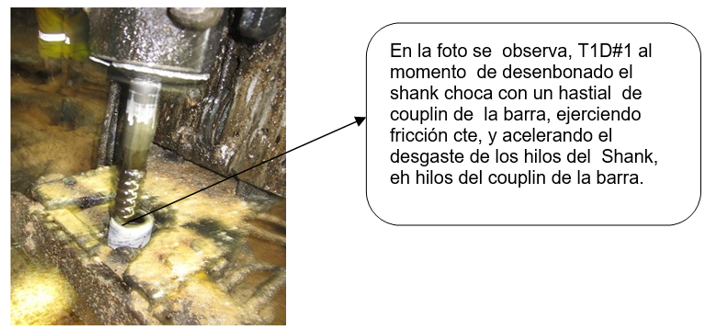 En la foto se observa, T1D#1 al
momento de desenbonado el
shank choca con un hastial de
couplin de la barra, ejerciendo
fricción cte, y acelerando el
desgaste de los hilos del Shank,
eh hilos del couplin de la barra.